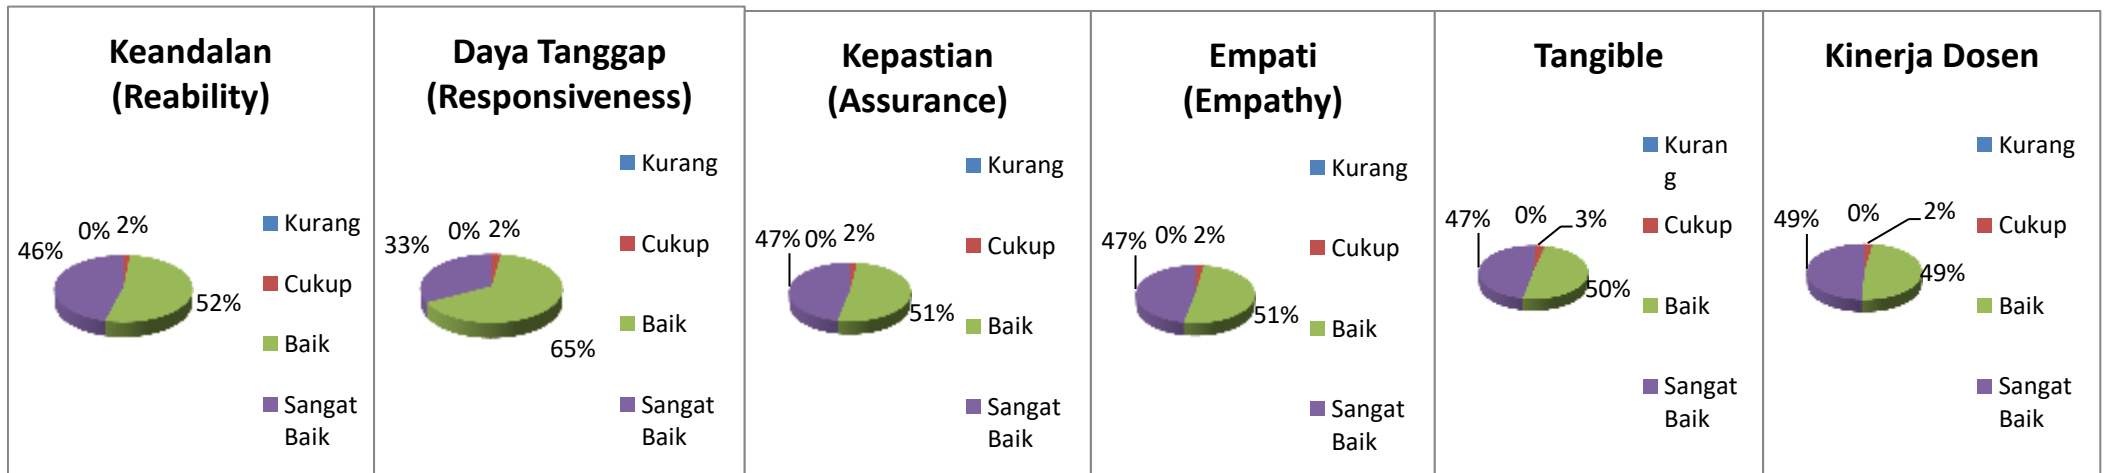 Keandalan
(Reability)
46%
0%
2%
52%
Kurang
Cukup
Baik
Sangat
Baik
Daya Tanggap
(Responsiveness)
33%
0%
2%
65%
Kurang
Cukup
Baik
Sangat
Baik
Kepastian
(Assurance)
47%
0%
2%
51%
Kurang
Cukup
Baik
Sangat
Baik
Empati
(Empathy)
47%
0%
2%
51%
Kurang
Cukup
Baik
Sangat
Baik
Tangible
47%
0%
3%
50%
Kuran
g
Cukup
Baik
Sangat
Baik
Kinerja Dosen
49%
0%
2%
49%
Kurang
Cukup
Baik
Sangat
Baik